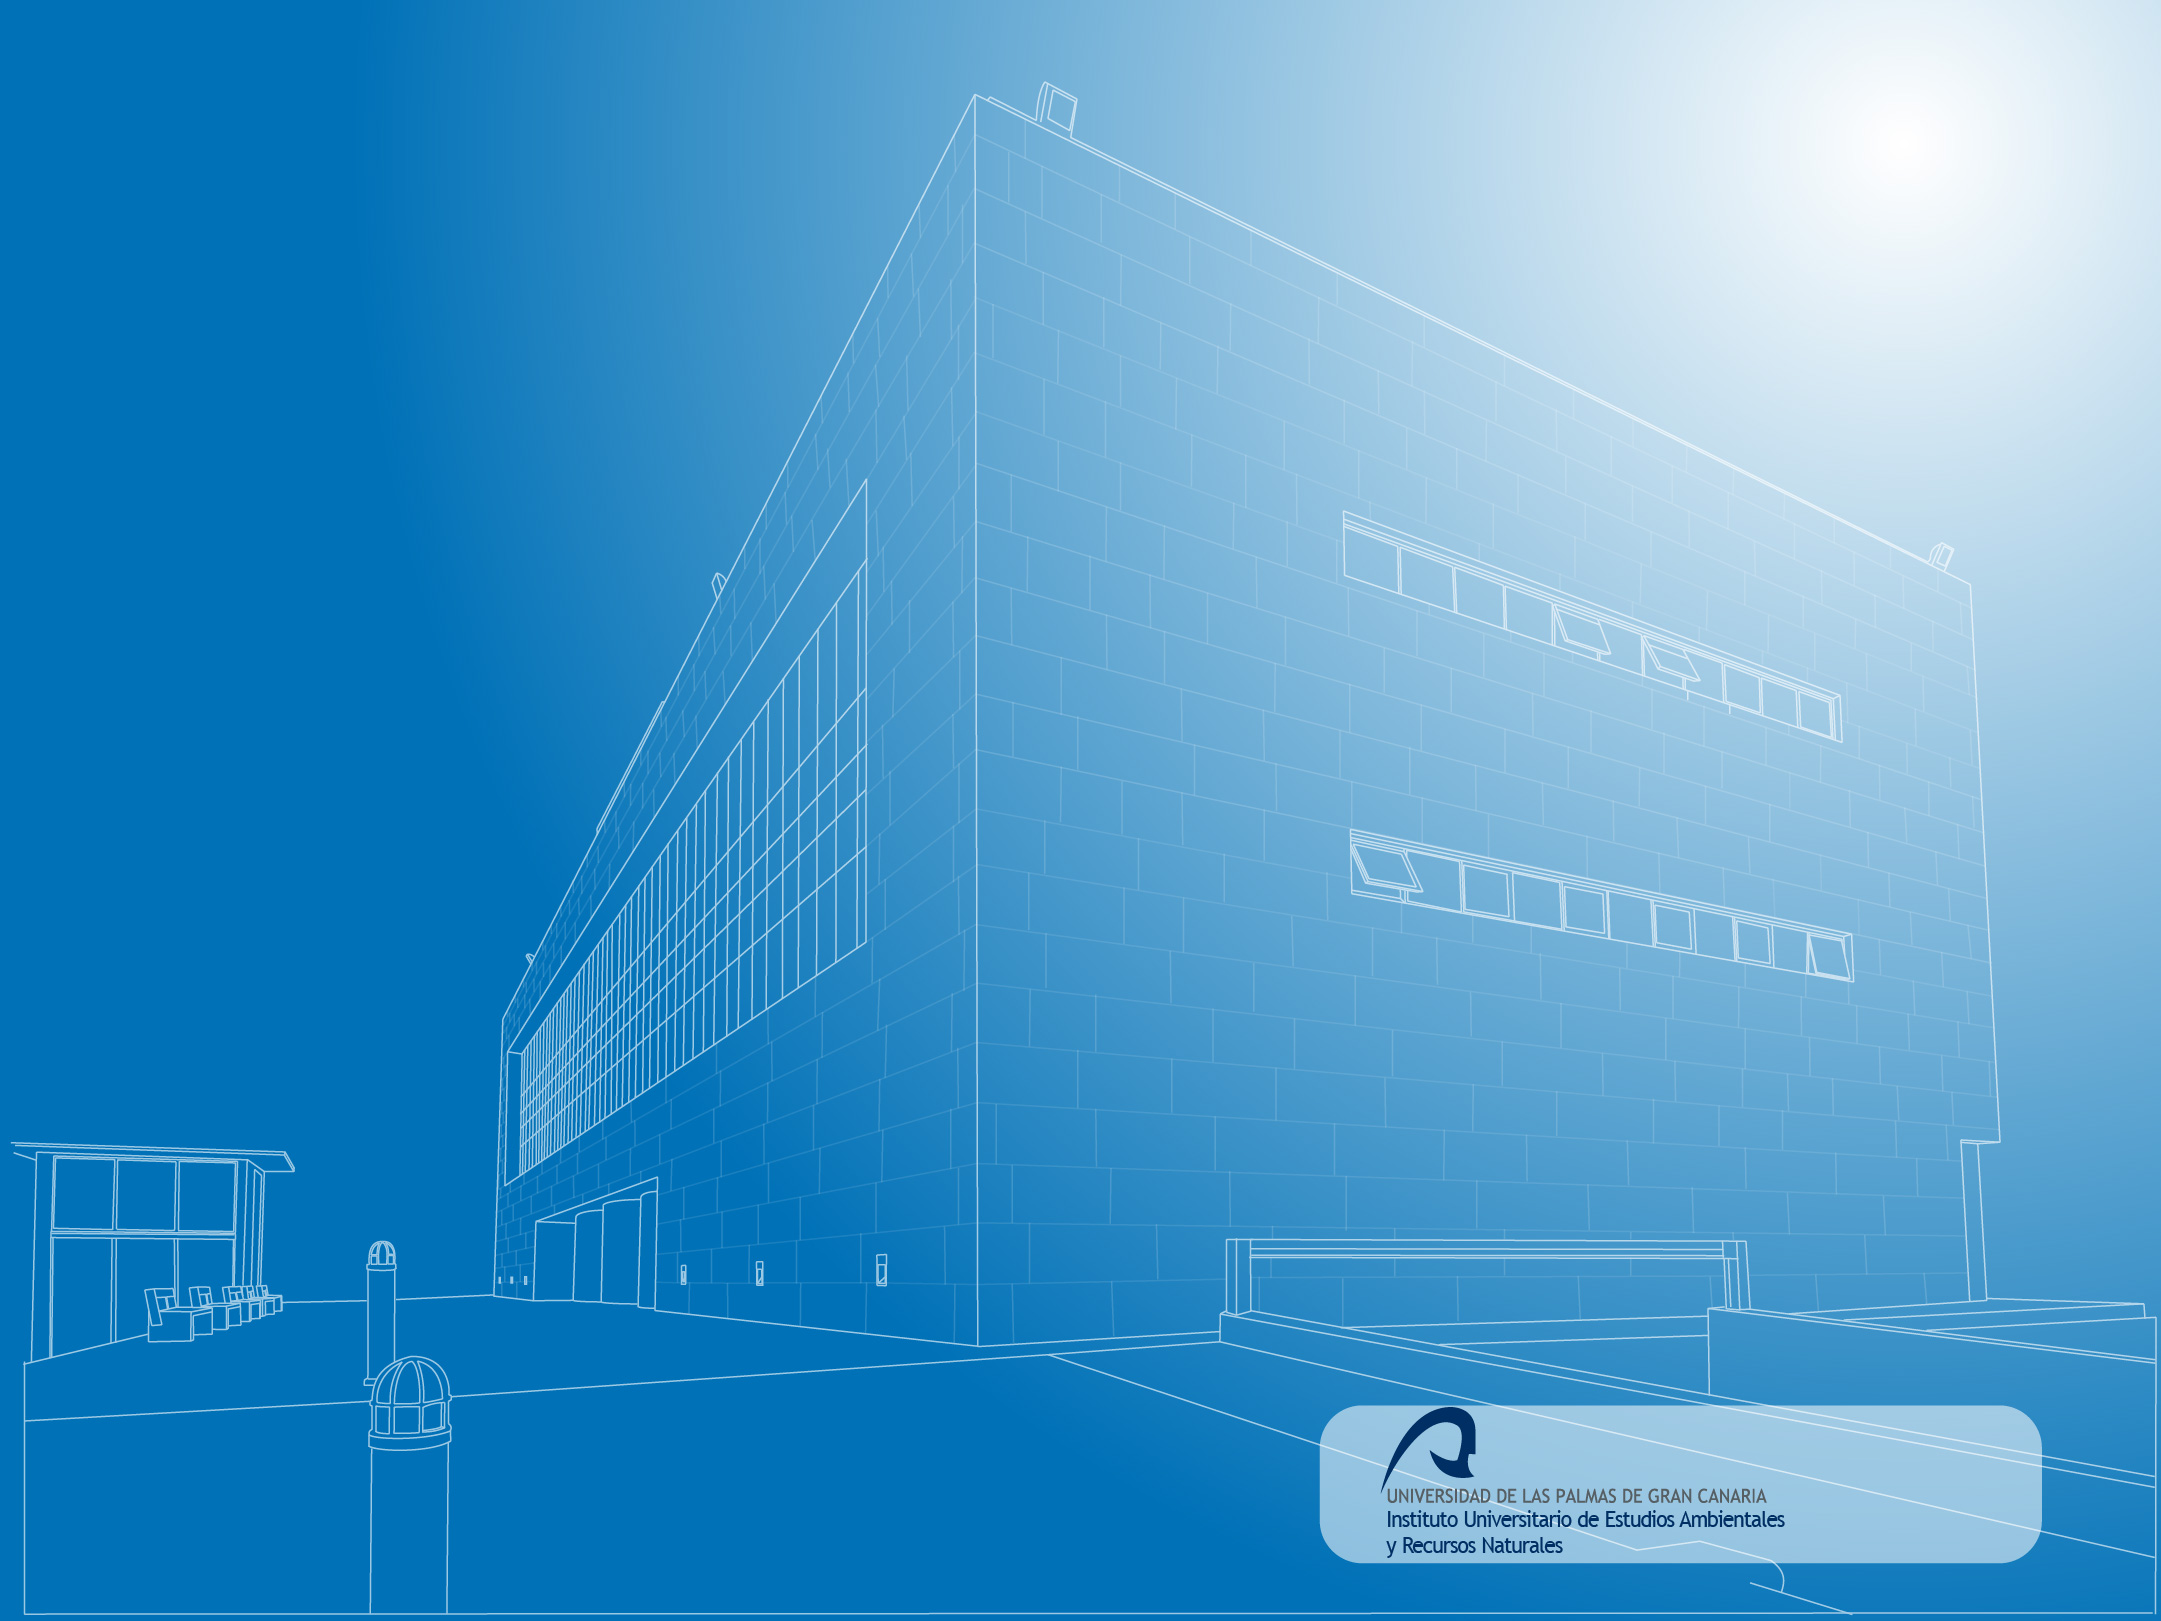 UNIVERSIDAD DE LAS PALMAS DE GRAN CANARIA
Instituto Universitario de Estudios Ambientales
y Recursos Naturales